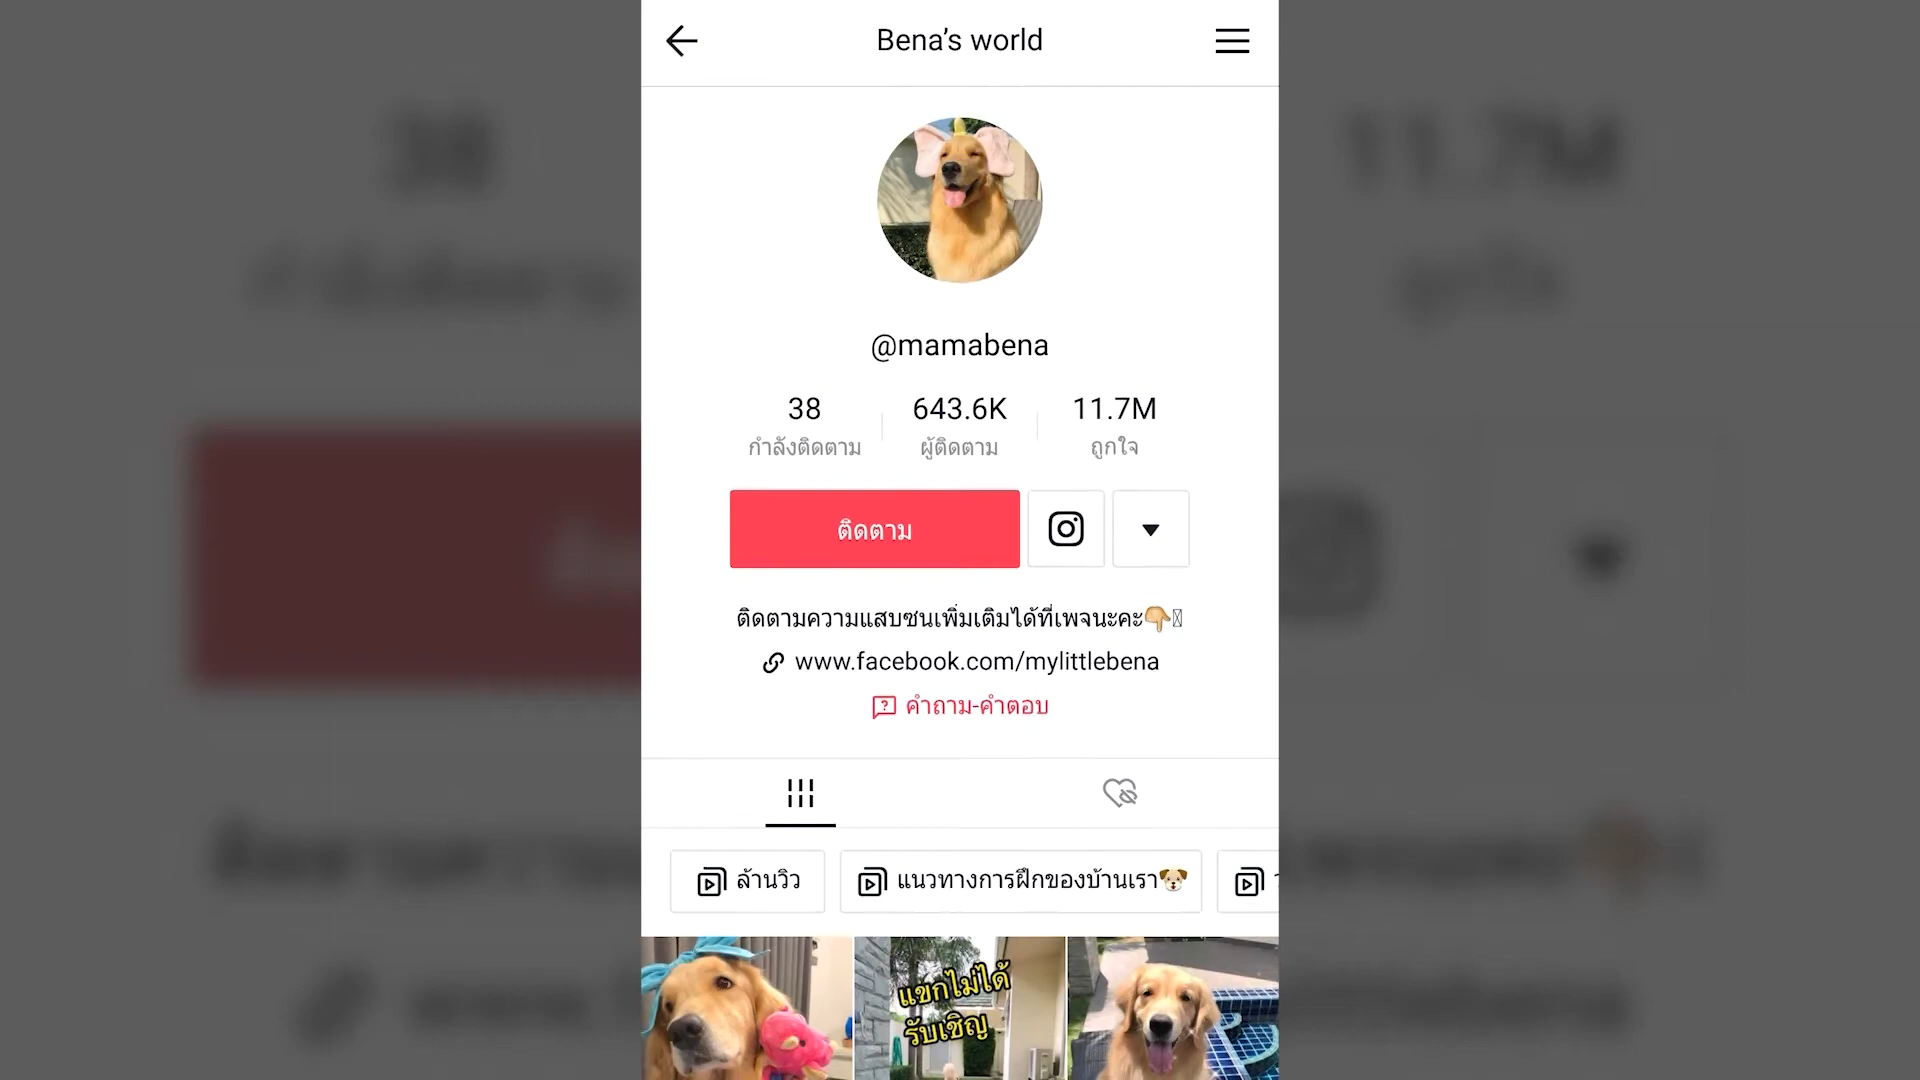 Bena's world
@mamabena
38
643.6K
11.7M
กำลังติดตาม
ผู้ติดตาม
ถูกใจ
ติดตาม
ติดตามความแสบซนเพิ่มเติมได้ที่เพจนะคะ👇🏼
www.facebook.com/mylittlebena
คำถาม-คำตอบ
ล้านวิว
แนวทางการฝึกของบ้านเรา🐶
แขกไม่ได้
รับเชิญ